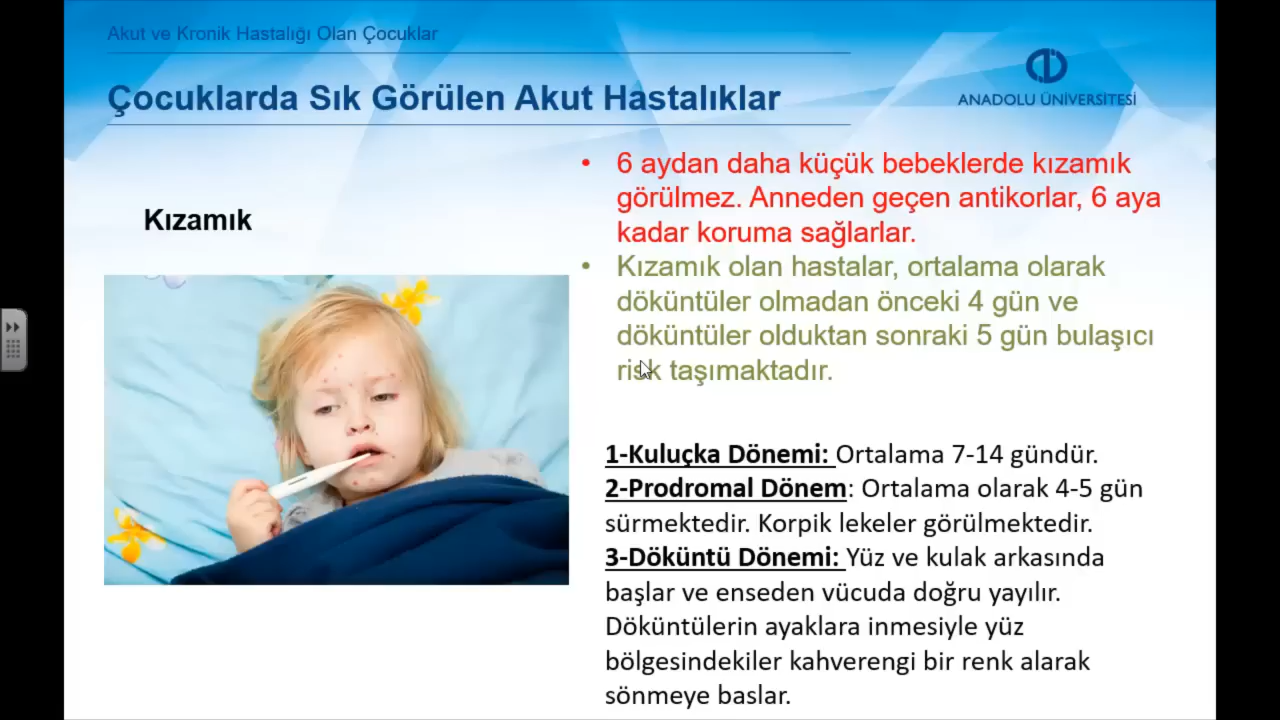 Akut ve Kronik Hastalığı Olan Çocuklar
Çocuklarda Sık Görülen Akut Hastalıklar
ANADOLU ÜNİVERSİTESİ
Kızamık
• 6 aydan daha küçük bebeklerde kızamık
görülmez. Anneden geçen antikorlar, 6 aya
kadar koruma sağlarlar.
• Kızamık olan hastalar, ortalama olarak
döküntüler olmadan önceki 4 gün ve
döküntüler olduktan sonraki 5 gün bulaşıcı
risk taşımaktadır.
1-Kuluçka Dönemi: Ortalama 7-14 gündür.
2-Prodromal Dönem: Ortalama olarak 4-5 gün
sürmektedir. Korpik lekeler görülmektedir.
3-Döküntü Dönemi: Yüz ve kulak arkasında
başlar ve enseden vücuda doğru yayılır.
Döküntülerin ayaklara inmesiyle yüz
bölgesindekiler kahverengi bir renk alarak
sönmeye baslar.